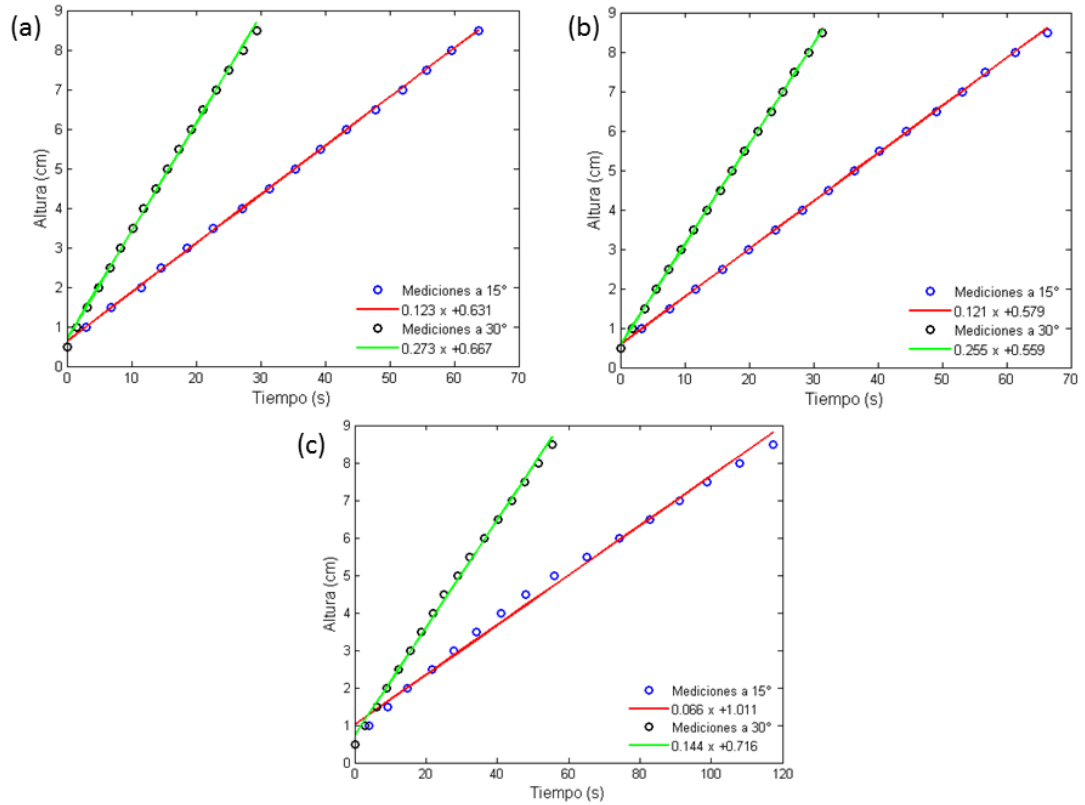 (a)
Altura (cm)
9
8
7
6
5
4
3
2
1
0
Mediciones a 15°
0.123 x +0.631
Mediciones a 30°
0.273 x +0.667
0 10 20 30 40 50 60 70
Tiempo (s)
(b)
Altura (cm)
9
8
7
6
5
4
3
2
1
0
Mediciones a 15°
0.121 x +0.579
Mediciones a 30°
0.255 x +0.559
0 10 20 30 40 50 60 70
Tiempo (s)
(c)
Altura (cm)
9
8
7
6
5
4
3
2
1
0
Mediciones a 15°
0.066 x +1.011
Mediciones a 30°
0.144 x +0.716
0 20 40 60 80 100 120
Tiempo (s)